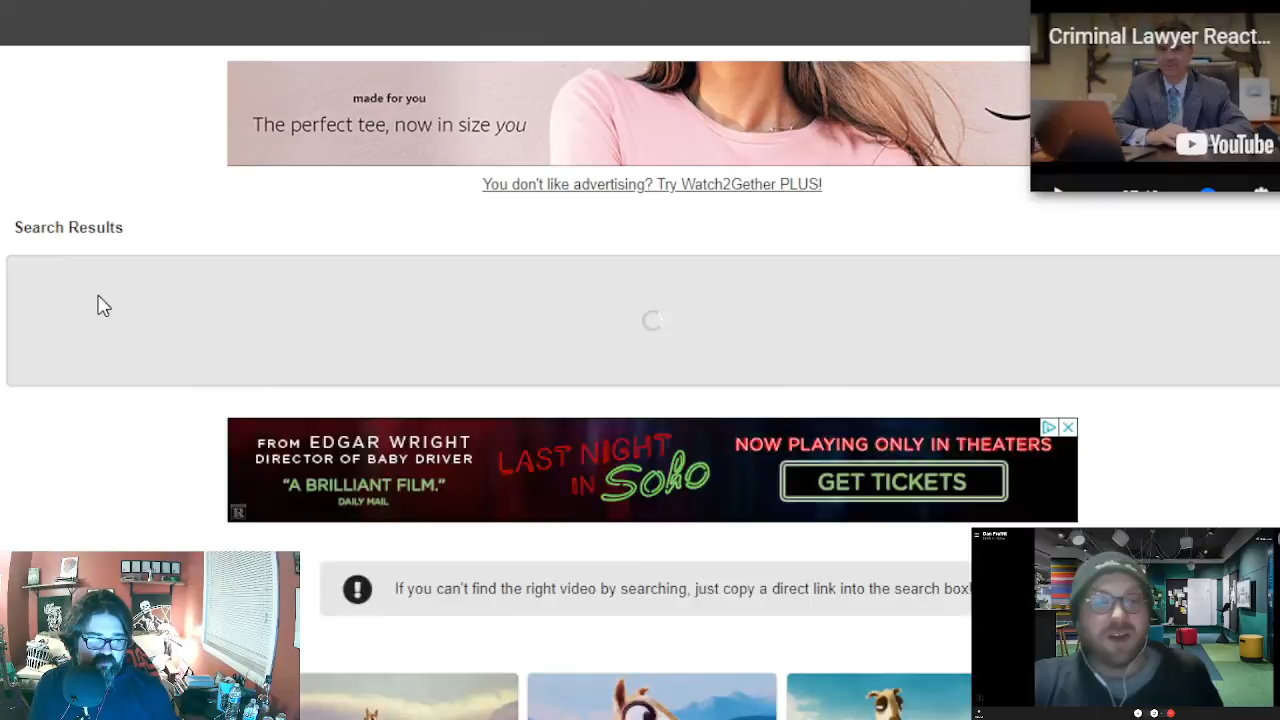 Criminal Lawyer React...
YouTube
made for you
The perfect tee, now in size you
You don't like advertising? Try Watch2Gether PLUS!
Search Results
FROM EDGAR WRIGHT
DIRECTOR OF BABY DRIVER
"A BRILLIANT FILM."
DAILY MAIL
R
LAST NIGHT
IN SOHO
NOW PLAYING ONLY IN THEATERS
GET TICKETS
If you can't find the right video by searching, just copy a direct link into the search box!